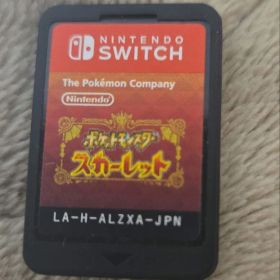 NINTENDO
SWITCH
The Pokémon Company
Nintendo
ポケットモンスター
スカーレット
LA-H-ALZXA-JPN